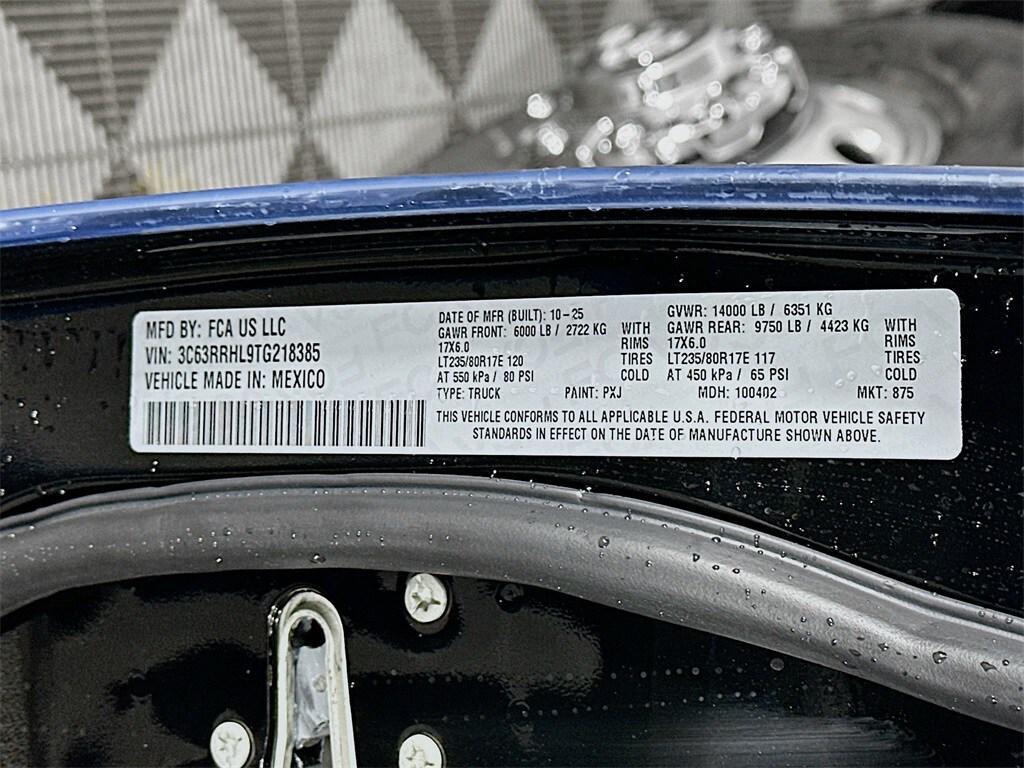 MFD BY: FCA US LLC
VIN: 3C63RRHL9TG218385
VEHICLE MADE IN: MEXICO
DATE OF MFR (BUILT): 10-25
GAWR FRONT: 6000 LB / 2722 KG WITH
17X6.0 RIMS
LT235/80R17E 120 TIRES
AT 550 kPa / 80 PSI COLD
TYPE: TRUCK PAINT: PXJ
GVWR: 14000 LB / 6351 KG
GAWR REAR: 9750 LB / 4423 KG WITH
17X6.0 RIMS
LT235/80R17E 117 TIRES
AT 450 kPa / 65 PSI COLD
MDH: 100402 MKT: 875
THIS VEHICLE CONFORMS TO ALL APPLICABLE U.S.A. FEDERAL MOTOR VEHICLE SAFETY
STANDARDS IN EFFECT ON THE DATE OF MANUFACTURE SHOWN ABOVE.